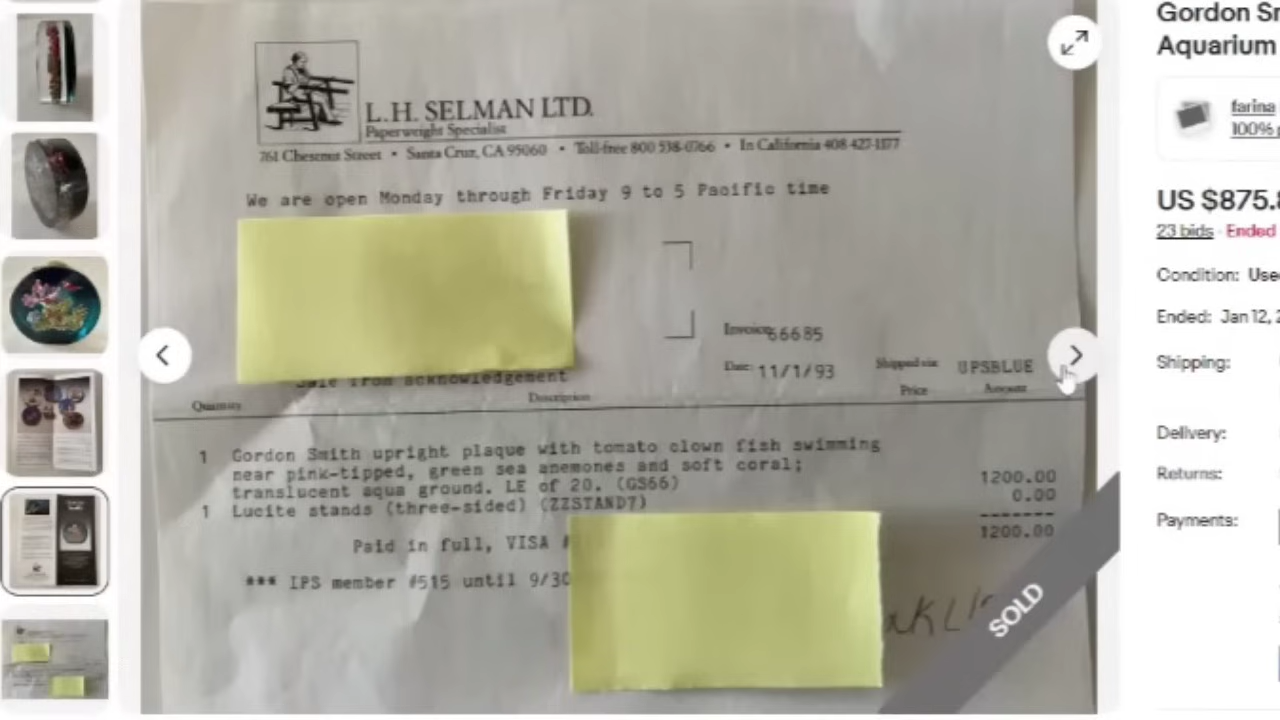 L.H. SELMAN LTD.
Paperweight Specialist
761 Chestnut Street • Santa Cruz, CA 95060 • Toll-free 800 538-0766 • In California 408 427-1177
We are open Monday through Friday 9 to 5 Pacific time
Invoice 66685
Date: 11/1/93 Shipped via: UPSBLUE
Sale from acknowledgement
Quantity Description Price Amount
1 Gordon Smith upright plaque with tomato clown fish swimming
near pink-tipped, green sea anemones and soft coral;
translucent aqua ground. LE of 20. (GS66) 1200.00
1 Lucite stands (three-sided) (ZZSTAND7) 0.00
1200.00
Paid in full, VISA #
*** IPS member #515 until 9/30
SOLD
Gordon
Aquarium
farina
100%
US $875.
23 bids · Ended
Condition:
Ended: Jan 12,
Shipping:
Delivery:
Returns:
Payments: